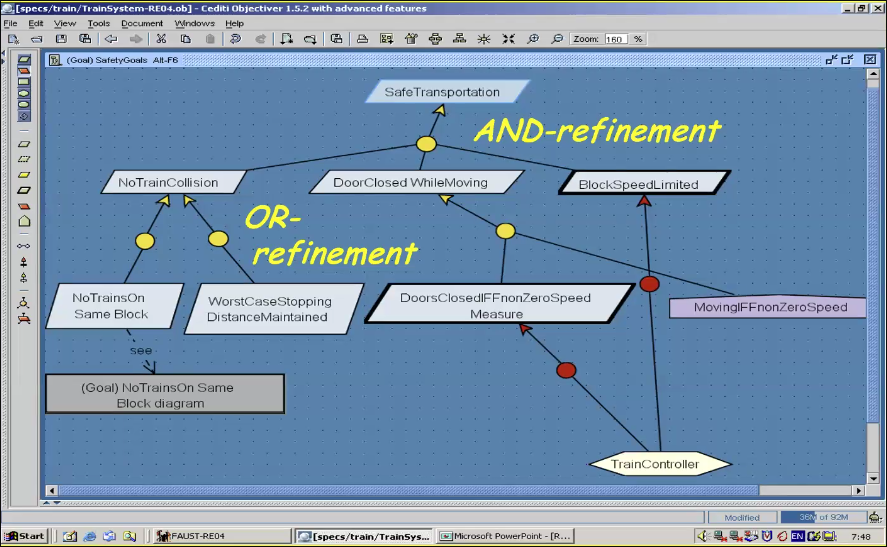 [specs/train/TrainSystem-RE04.ob] - Cediti Objectiver 1.5.2 with advanced features
File Edit View Tools Document Windows Help
Zoom: 160 %
(Goal) SafetyGoals Alt-F6
SafeTransportation
AND-refinement
NoTrainCollision
DoorClosed WhileMoving
BlockSpeedLimited
OR-
refinement
NoTrainsOn
Same Block
WorstCaseStopping
DistanceMaintained
DoorsClosedIFFnonZeroSpeed
Measure
MovingIFFnonZeroSpeed
see
(Goal) NoTrainsOn Same
Block diagram
TrainController
Modified
36M of 92M
Start
FAUST-RE04
[specs/train/TrainSys...
Microsoft PowerPoint - [R...
EN
7:48